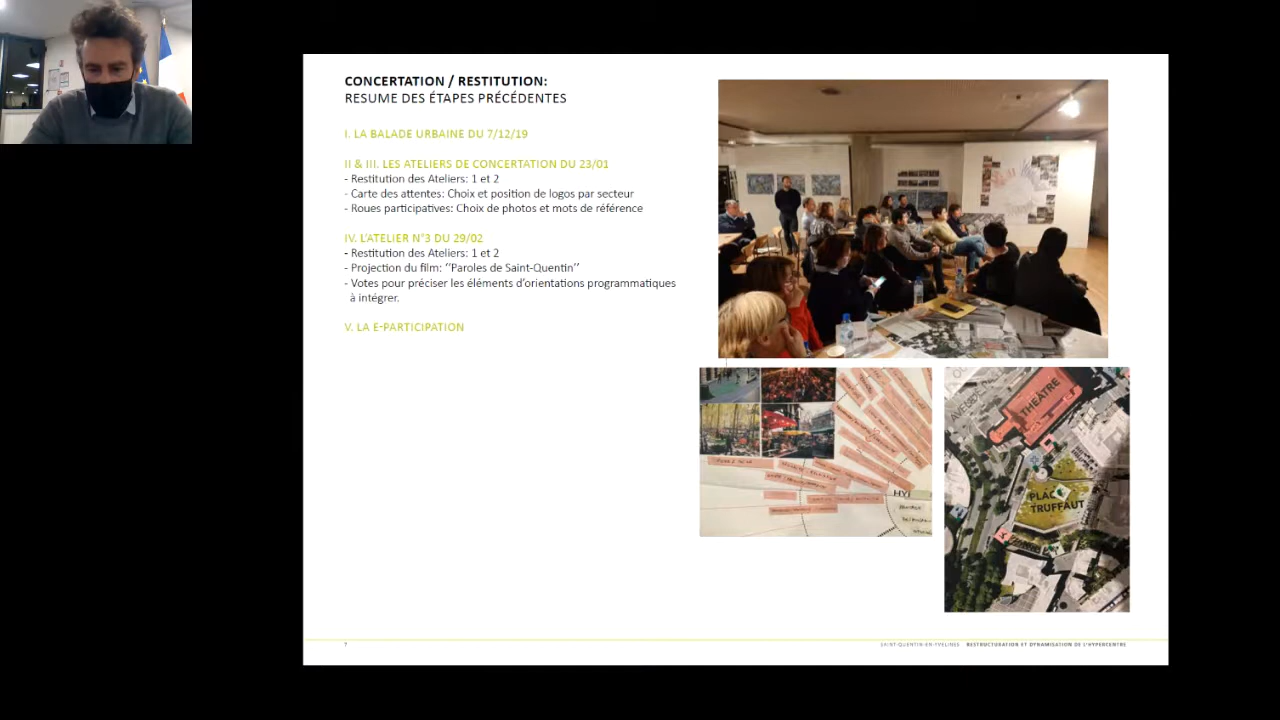 CONCERTATION / RESTITUTION:
RESUME DES ÉTAPES PRÉCÉDENTES
I. LA BALADE URBAINE DU 7/12/19
II & III. LES ATELIERS DE CONCERTATION DU 23/01
- Restitution des Ateliers: 1 et 2
- Carte des attentes: Choix et position de logos par secteur
- Roues participatives: Choix de photos et mots de référence
IV. L'ATELIER N°3 DU 29/02
- Restitution des Ateliers: 1 et 2
- Projection du film: ‘‘Paroles de Saint-Quentin’’
- Votes pour préciser les éléments d'orientations programmatiques
à intégrer.
V. LA E-PARTICIPATION
THÉÂTRE
TRUFFAUT
HYI
7
SAINT-QUENTIN-EN-YVELINES RESTRUCTURATION ET DYNAMISATION DE L'HYPERCENTRE